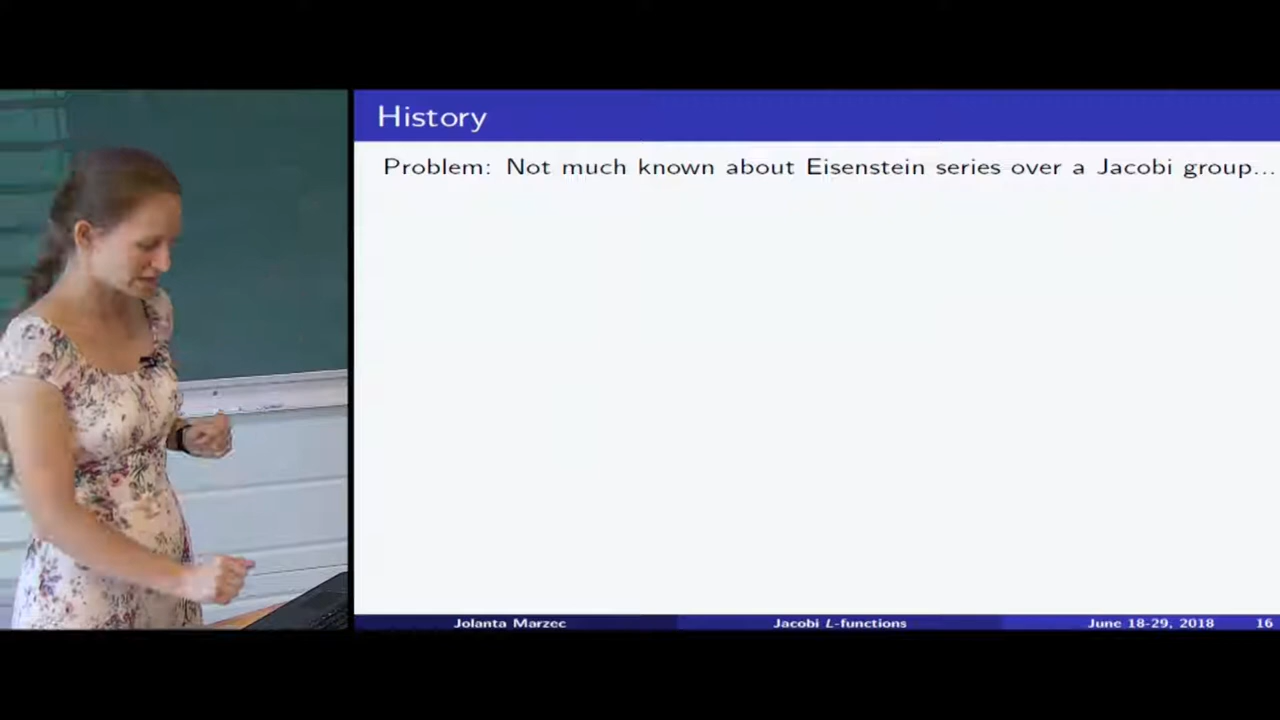 History
Problem: Not much known about Eisenstein series over a Jacobi group...
Jolanta Marzec Jacobi L-functions June 18-29, 2018 16